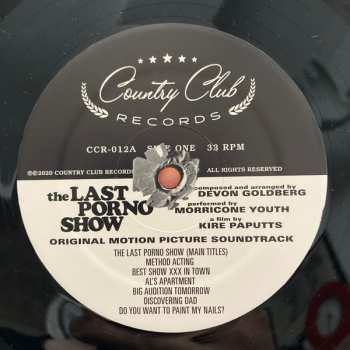 Country Club
RECORDS
CCR-012A SIDE ONE 33 RPM
℗©2020 COUNTRY CLUB RECORDS ALL RIGHTS RESERVED
the LAST
PORNO
SHOW
composed and arranged by
DEVON GOLDBERG
performed by
MORRICONE YOUTH
a film by
KIRE PAPUTTS
ORIGINAL MOTION PICTURE SOUNDTRACK
THE LAST PORNO SHOW (MAIN TITLES)
METHOD ACTING
BEST SHOW XXX IN TOWN
AL'S APARTMENT
BIG AUDITION TOMORROW
DISCOVERING DAD
DO YOU WANT TO PAINT MY NAILS?